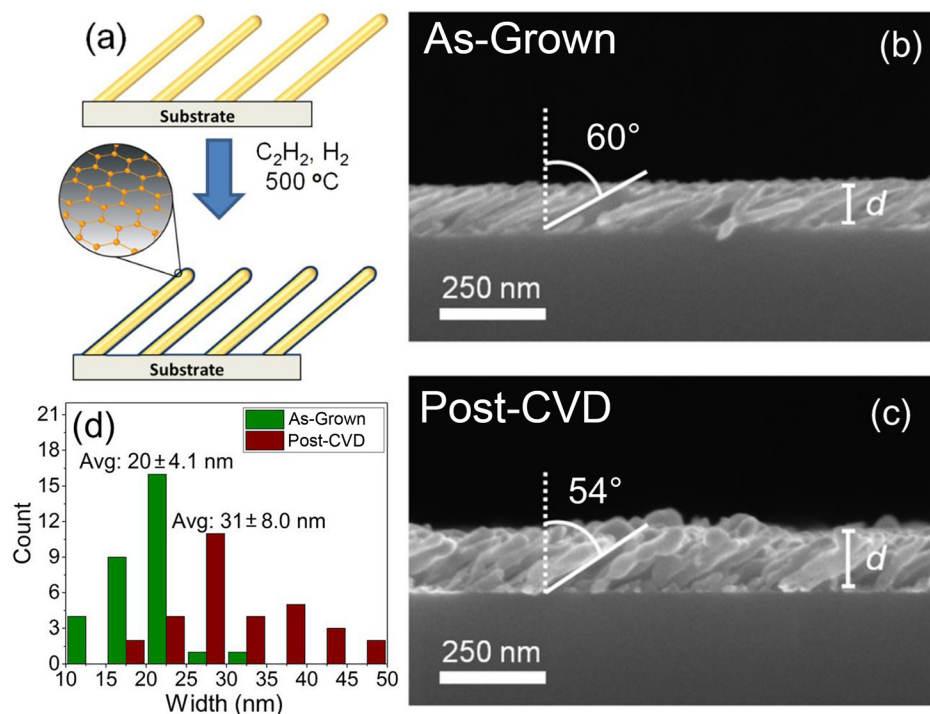 (a)
Substrate
C₂H₂, H₂
500 ºC
Substrate
As-Grown
(b)
60°
d
250 nm
Post-CVD
(c)
54°
d
250 nm
(d)
As-Grown
Post-CVD
Avg: 20 ± 4.1 nm
Avg: 31 ± 8.0 nm
Count
21
18
15
12
9
6
3
0
10 15 20 25 30 35 40 45 50
Width (nm)